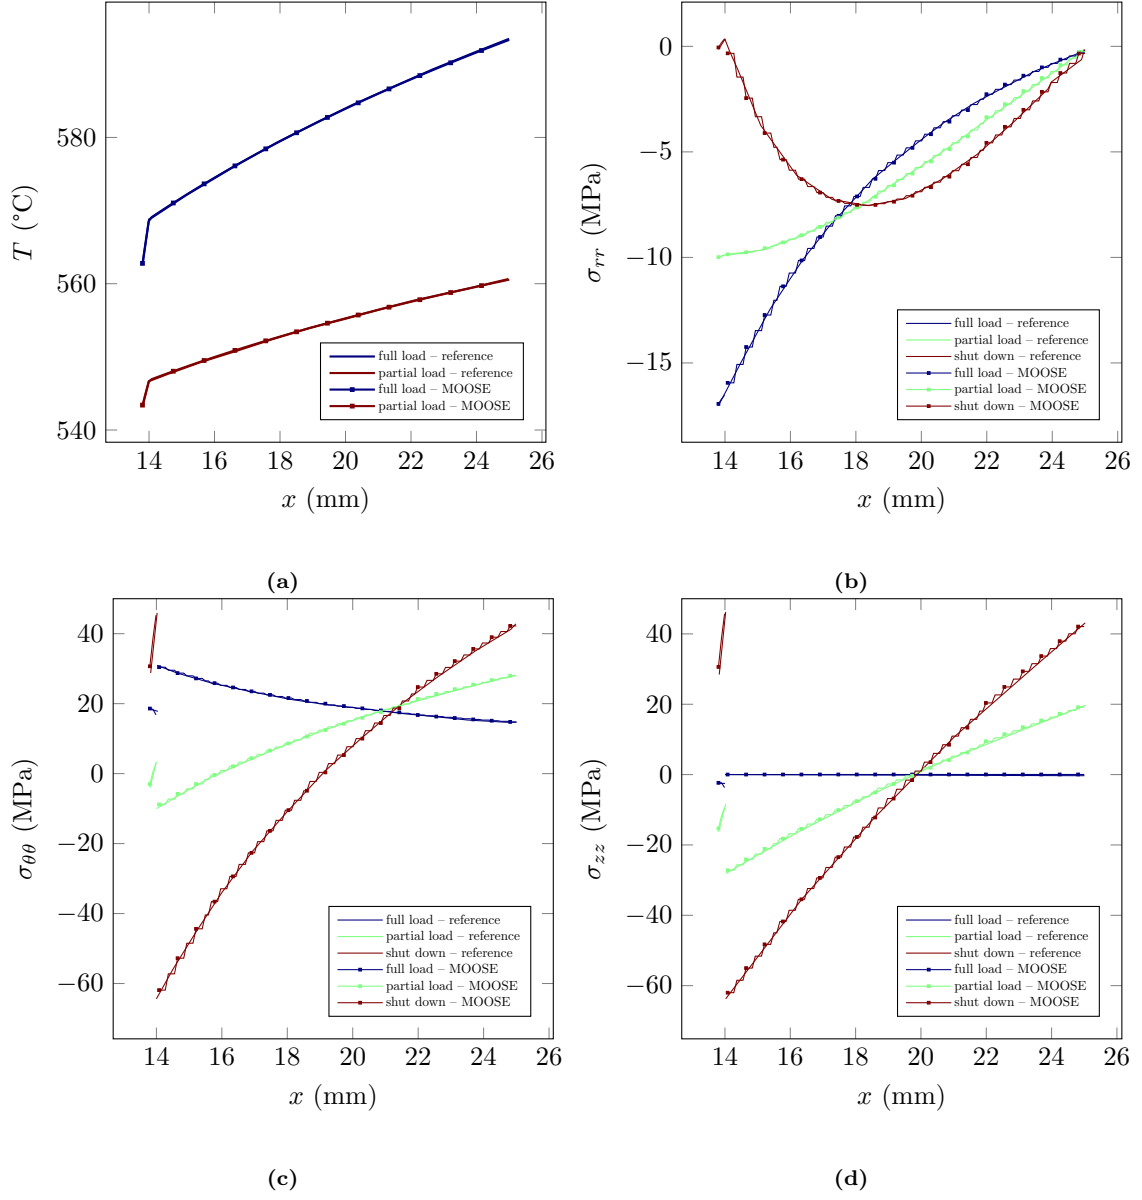 580
560
540
T (°C)
14 16 18 20 22 24 26
x (mm)
full load – reference
partial load – reference
full load – MOOSE
partial load – MOOSE
(a)
0
−5
−10
−15
σrr (MPa)
14 16 18 20 22 24 26
x (mm)
full load – reference
partial load – reference
shut down – reference
full load – MOOSE
partial load – MOOSE
shut down – MOOSE
(b)
40
20
0
−20
−40
−60
σθθ (MPa)
14 16 18 20 22 24 26
x (mm)
full load – reference
partial load – reference
shut down – reference
full load – MOOSE
partial load – MOOSE
shut down – MOOSE
(c)
40
20
0
−20
−40
−60
σzz (MPa)
14 16 18 20 22 24 26
x (mm)
full load – reference
partial load – reference
shut down – reference
full load – MOOSE
partial load – MOOSE
shut down – MOOSE
(d)